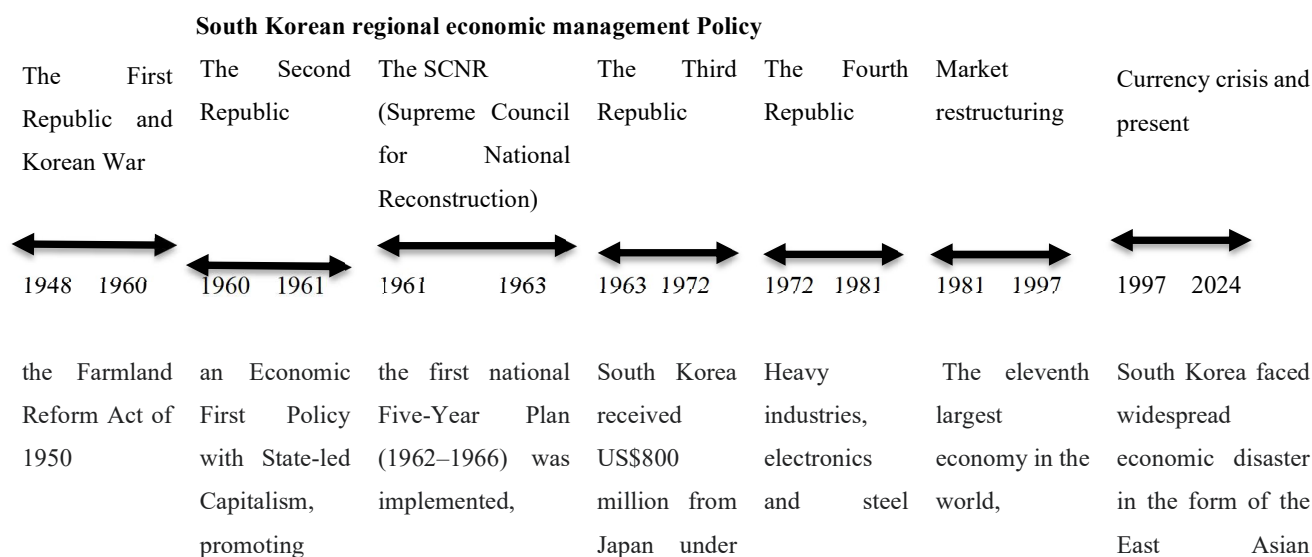 South Korean regional economic management Policy
The First
Republic and
Korean War
The Second
Republic
The SCNR
(Supreme Council
for National
Reconstruction)
The Third
Republic
The Fourth
Republic
Market
restructuring
Currency crisis and
present
1948 1960
1960 1961
1961 1963
1963 1972
1972 1981
1981 1997
1997 2024
the Farmland
Reform Act of
1950
an Economic
First Policy
with State-led
Capitalism,
promoting
the first national
Five-Year Plan
(1962–1966) was
implemented,
South Korea
received
US$800
million from
Japan under
Heavy
industries,
electronics
and steel
The eleventh
largest
economy in the
world,
South Korea faced
widespread
economic disaster
in the form of the
East Asian